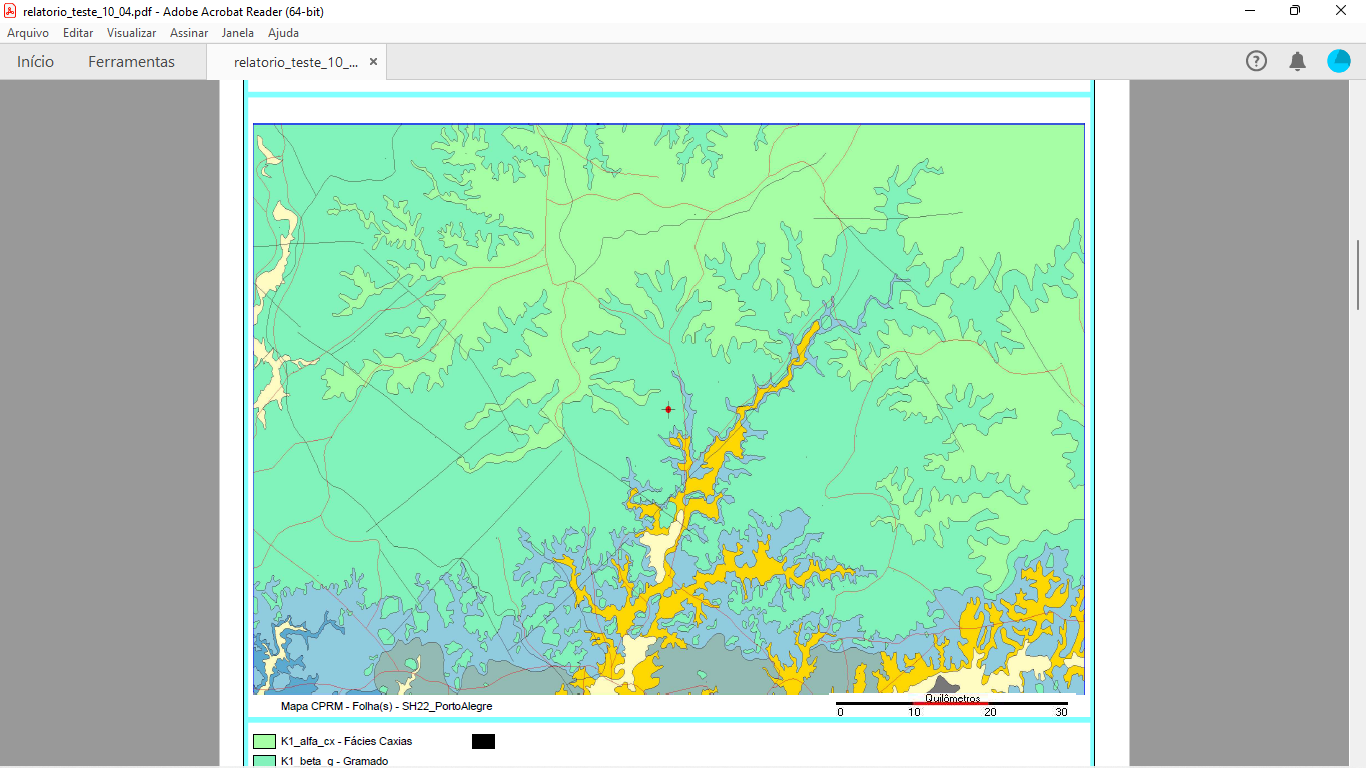 relatorio_teste_10_04.pdf - Adobe Acrobat Reader (64-bit)
Arquivo Editar Visualizar Assinar Janela Ajuda
Início Ferramentas relatorio_teste_10_... ×
Quilômetros
Mapa CPRM - Folha(s) - SH22_PortoAlegre
0 10 20 30
K1_alfa_cx - Fácies Caxias
K1_beta_g - Gramado